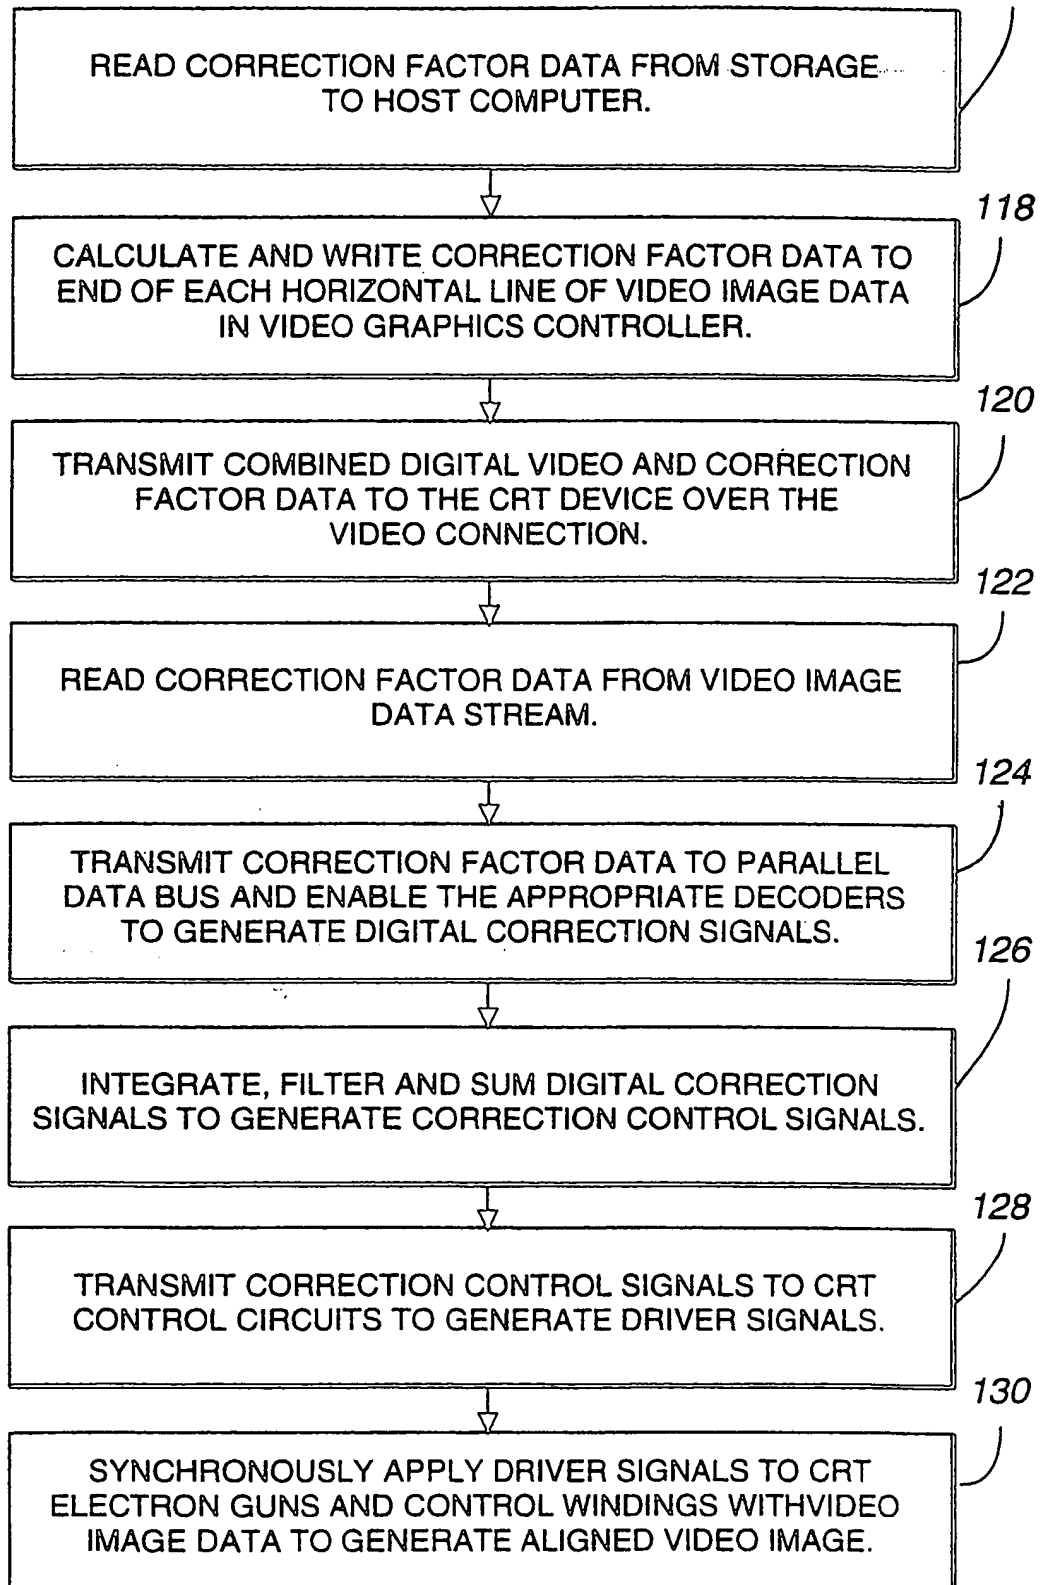 READ CORRECTION FACTOR DATA FROM STORAGE
TO HOST COMPUTER.
118
CALCULATE AND WRITE CORRECTION FACTOR DATA TO
END OF EACH HORIZONTAL LINE OF VIDEO IMAGE DATA
IN VIDEO GRAPHICS CONTROLLER.
120
TRANSMIT COMBINED DIGITAL VIDEO AND CORRECTION
FACTOR DATA TO THE CRT DEVICE OVER THE
VIDEO CONNECTION.
122
READ CORRECTION FACTOR DATA FROM VIDEO IMAGE
DATA STREAM.
124
TRANSMIT CORRECTION FACTOR DATA TO PARALLEL
DATA BUS AND ENABLE THE APPROPRIATE DECODERS
TO GENERATE DIGITAL CORRECTION SIGNALS.
126
INTEGRATE, FILTER AND SUM DIGITAL CORRECTION
SIGNALS TO GENERATE CORRECTION CONTROL SIGNALS.
128
TRANSMIT CORRECTION CONTROL SIGNALS TO CRT
CONTROL CIRCUITS TO GENERATE DRIVER SIGNALS.
130
SYNCHRONOUSLY APPLY DRIVER SIGNALS TO CRT
ELECTRON GUNS AND CONTROL WINDINGS WITHVIDEO
IMAGE DATA TO GENERATE ALIGNED VIDEO IMAGE.